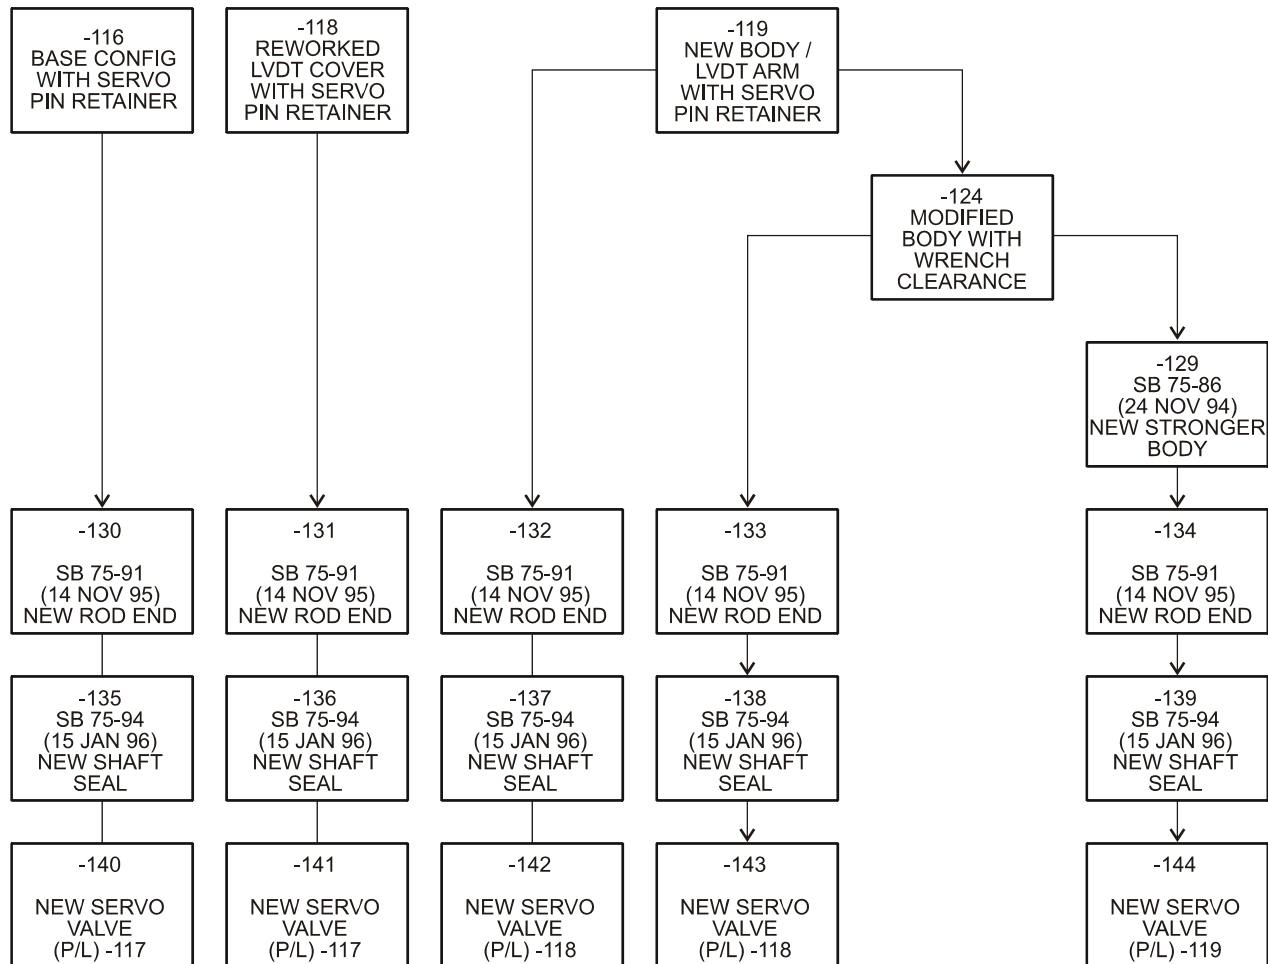 -116
BASE CONFIG
WITH SERVO
PIN RETAINER
-118
REWORKED
LVDT COVER
WITH SERVO
PIN RETAINER
-119
NEW BODY /
LVDT ARM
WITH SERVO
PIN RETAINER
-124
MODIFIED
BODY WITH
WRENCH
CLEARANCE
-129
SB 75-86
(24 NOV 94)
NEW STRONGER
BODY
-130
SB 75-91
(14 NOV 95)
NEW ROD END
-131
SB 75-91
(14 NOV 95)
NEW ROD END
-132
SB 75-91
(14 NOV 95)
NEW ROD END
-133
SB 75-91
(14 NOV 95)
NEW ROD END
-134
SB 75-91
(14 NOV 95)
NEW ROD END
-135
SB 75-94
(15 JAN 96)
NEW SHAFT
SEAL
-136
SB 75-94
(15 JAN 96)
NEW SHAFT
SEAL
-137
SB 75-94
(15 JAN 96)
NEW SHAFT
SEAL
-138
SB 75-94
(15 JAN 96)
NEW SHAFT
SEAL
-139
SB 75-94
(15 JAN 96)
NEW SHAFT
SEAL
-140
NEW SERVO
VALVE
(P/L) -117
-141
NEW SERVO
VALVE
(P/L) -117
-142
NEW SERVO
VALVE
(P/L) -118
-143
NEW SERVO
VALVE
(P/L) -118
-144
NEW SERVO
VALVE
(P/L) -119